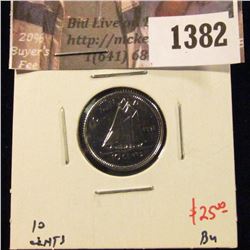 Bid Live on
20%
Buyer's
Fee
http://mcke
1(641) 68
1382
10 CENTS
10
CENTS
$25.00
BU